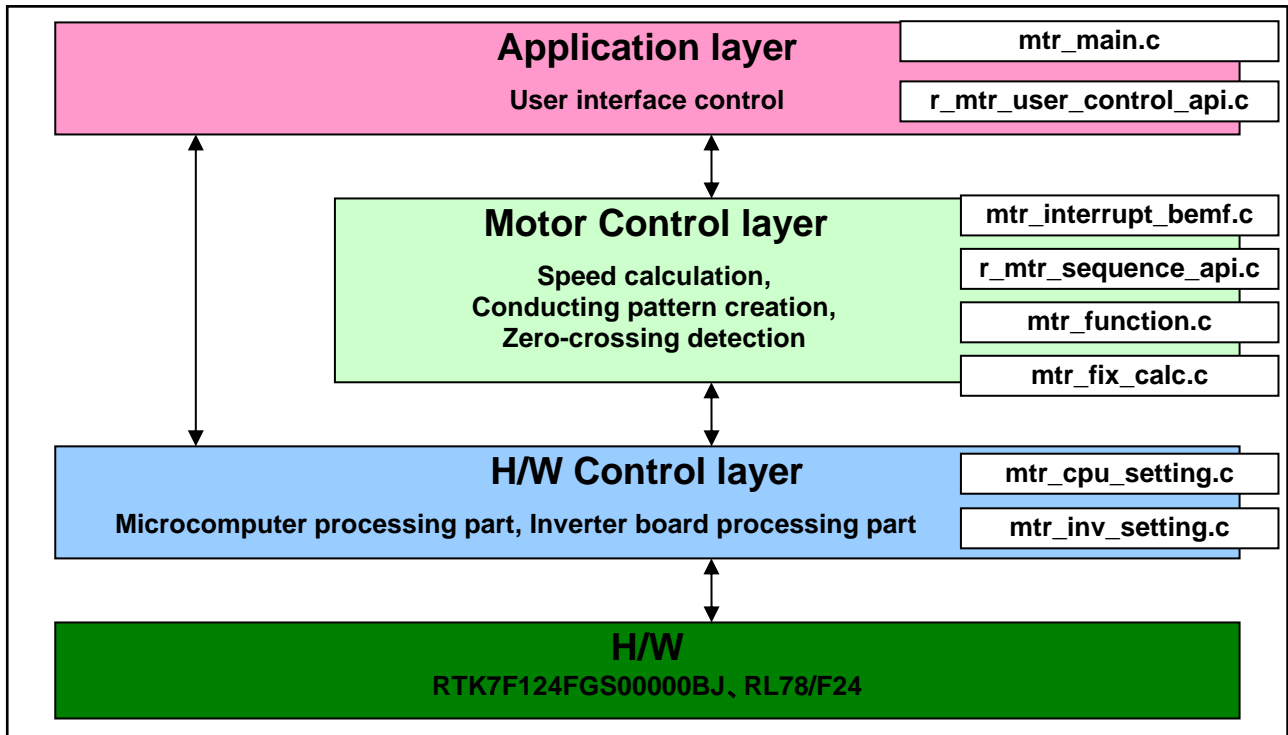 Application layer
User interface control
mtr_main.c
r_mtr_user_control_api.c
Motor Control layer
Speed calculation,
Conducting pattern creation,
Zero-crossing detection
mtr_interrupt_bemf.c
r_mtr_sequence_api.c
mtr_function.c
mtr_fix_calc.c
H/W Control layer
Microcomputer processing part, Inverter board processing part
mtr_cpu_setting.c
mtr_inv_setting.c
H/W
RTK7F124FGS00000BJ、RL78/F24